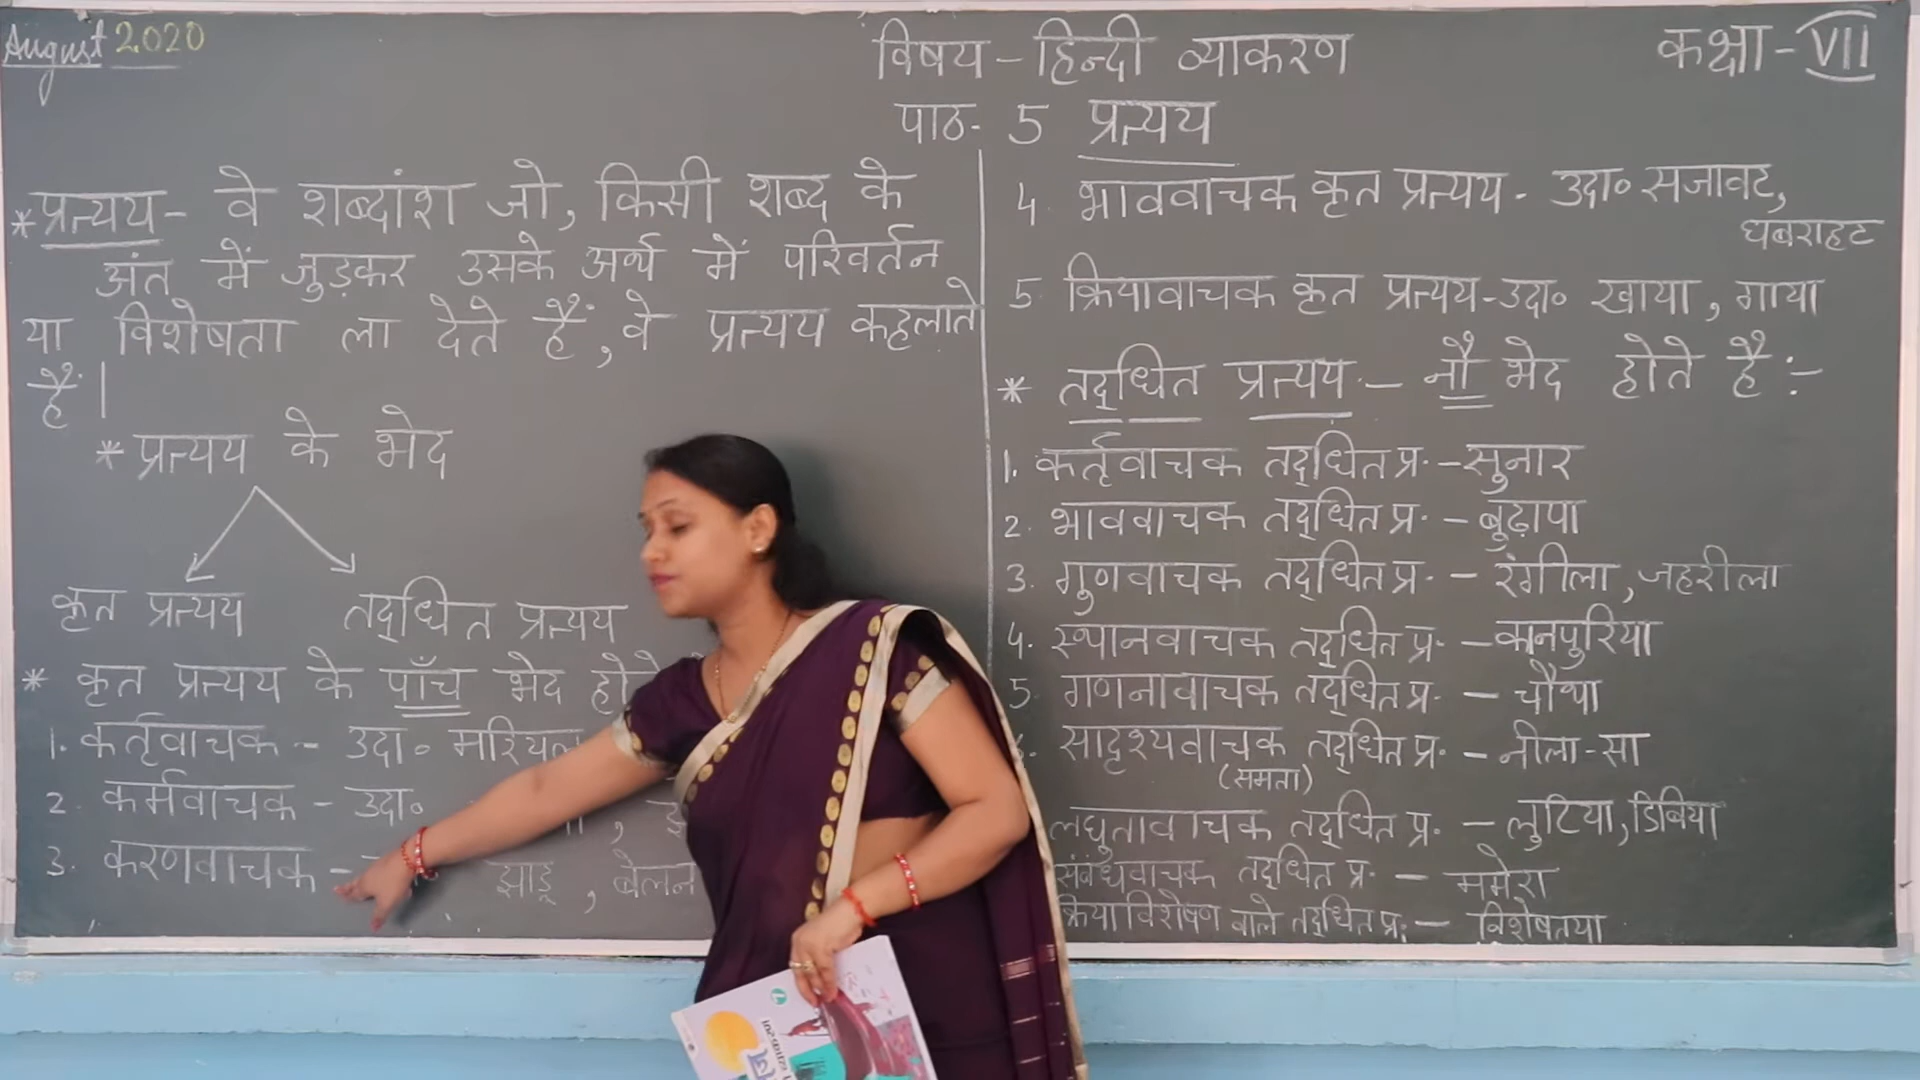 August 2020
विषय - हिन्दी व्याकरण
कक्षा - VII
पाठ- 5 प्रत्यय
* प्रत्यय - वे शब्दांश जो, किसी शब्द के
अंत में जुड़कर उसके अर्थ में परिवर्तन
या विशेषता ला देते हैं, वे प्रत्यय कहलाते
हैं।
* प्रत्यय के भेद
कृत प्रत्यय तद्धित प्रत्यय
* कृत प्रत्यय के पाँच भेद
1. कर्तृवाचक - उदा० मरियल
2. कर्मवाचक - उदा०
3. करणवाचक - झाड़ू, बेलन
4. भाववाचक कृत प्रत्यय - उदा० सजावट,
घबराहट
5. क्रियावाचक कृत प्रत्यय - उदा० खाया, गाया
* तद्धित प्रत्यय - नौ भेद होते है :-
1. कर्तृवाचक तद्धित प्र. - सुनार
2. भाववाचक तद्धित प्र. - बुढ़ापा
3. गुणवाचक तद्धित प्र. - रंगीला, जहरीला
4. स्थानवाचक तद्धित प्र. - कानपुरिया
5. गणनावाचक तद्धित प्र. - चौथा
सादृश्यवाचक तद्धित प्र. - नीला-सा
(समता)
लघुतावाचक तद्धित प्र. - लुटिया, डिबिया
संबंधवाचक तद्धित प्र. - ममेरा
क्रिया विशेषण वाले तद्धित प्र. - विशेषतया